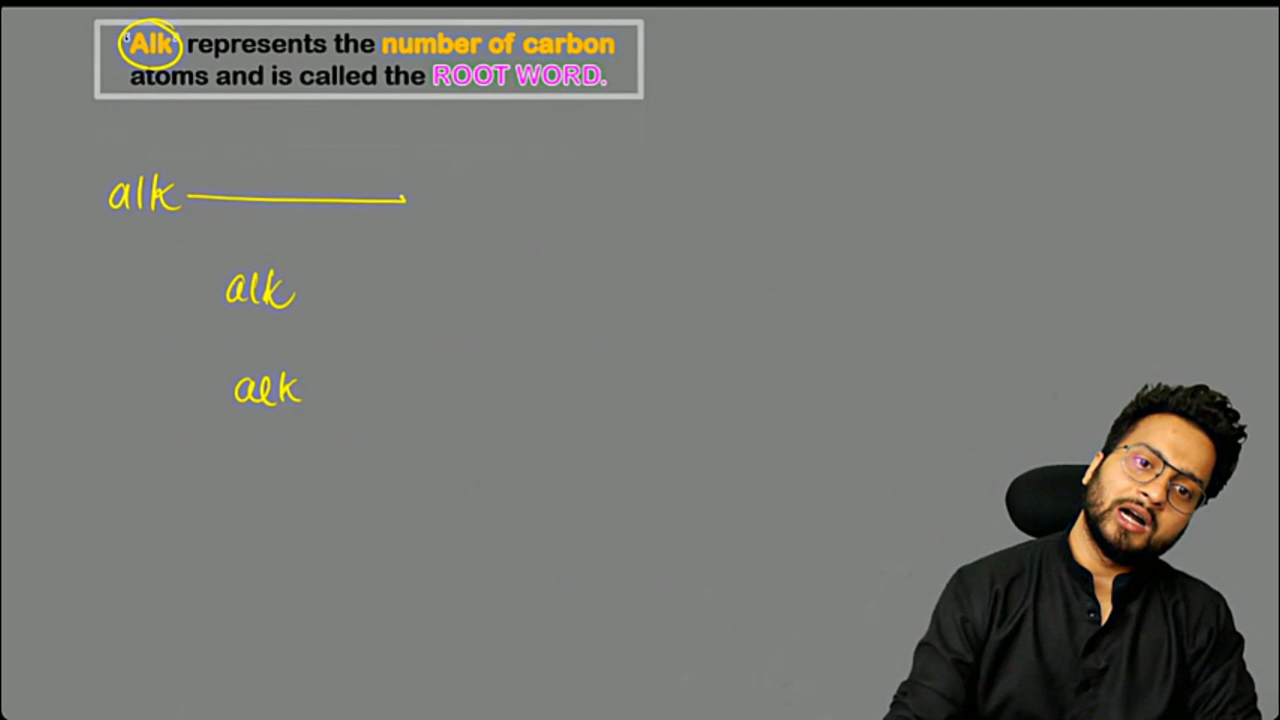 'Alk' represents the number of carbon
atoms and is called the ROOT WORD.
alk
alk
alk